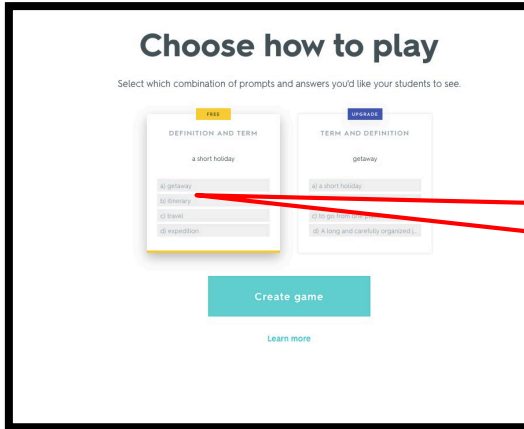 Choose how to play
Select which combination of prompts and answers you'd like your students to see.
FREE
DEFINITION AND TERM
a short holiday
a) getaway
b) itinerary
c) travel
d) expedition
UPGRADE
TERM AND DEFINITION
getaway
a) a short holiday
c) to go from one
d) A long and carefully organized j...
Create game
Learn more